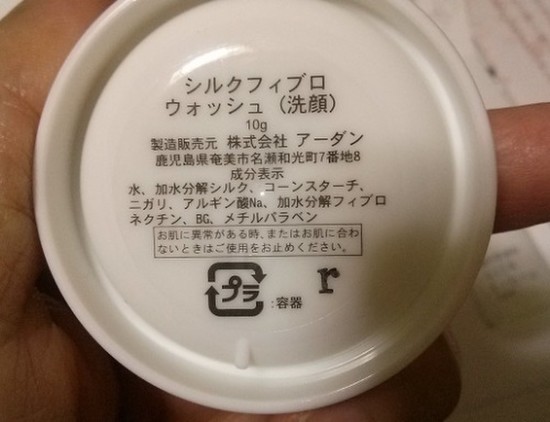 シルクフィブロ
ウォッシュ（洗顔）
10g
製造販売元 株式会社 アーダン
鹿児島県奄美市名瀬和光町7番地8
成分表示
水、加水分解シルク、コーンスターチ、
ニガリ、アルギン酸Na、加水分解フィブロ
ネクチン、BG、メチルパラベン
お肌に異常がある時、またはお肌に合わ
ないときはご使用をお止めください。
プラ
:容器
r